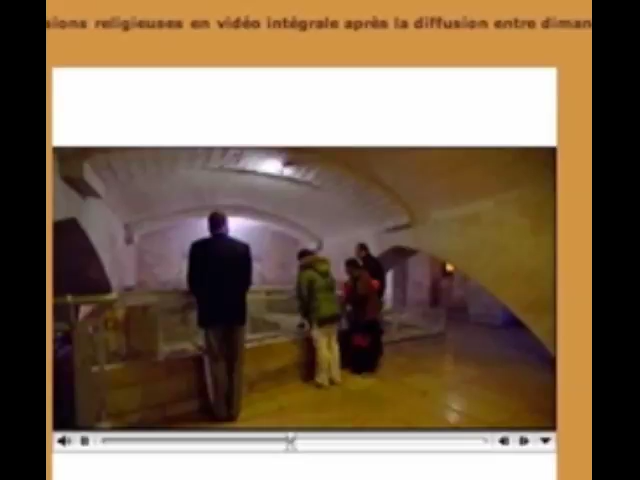 sions religieuses en vidéo intégrale après la diffusion entre diman